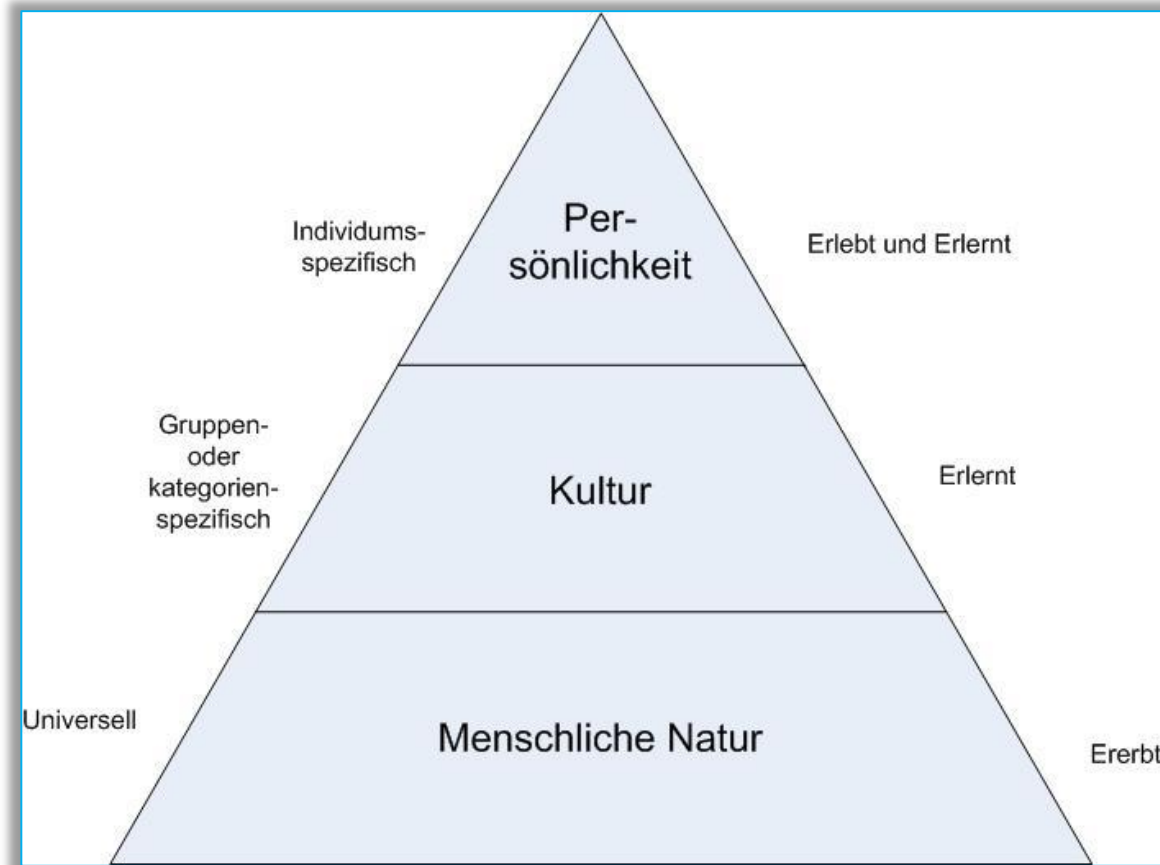 Per-
sönlichkeit
Individums-
spezifisch
Erlebt und Erlernt
Gruppen-
oder
kategorien-
spezifisch
Kultur
Erlernt
Universell
Menschliche Natur
Ererbt